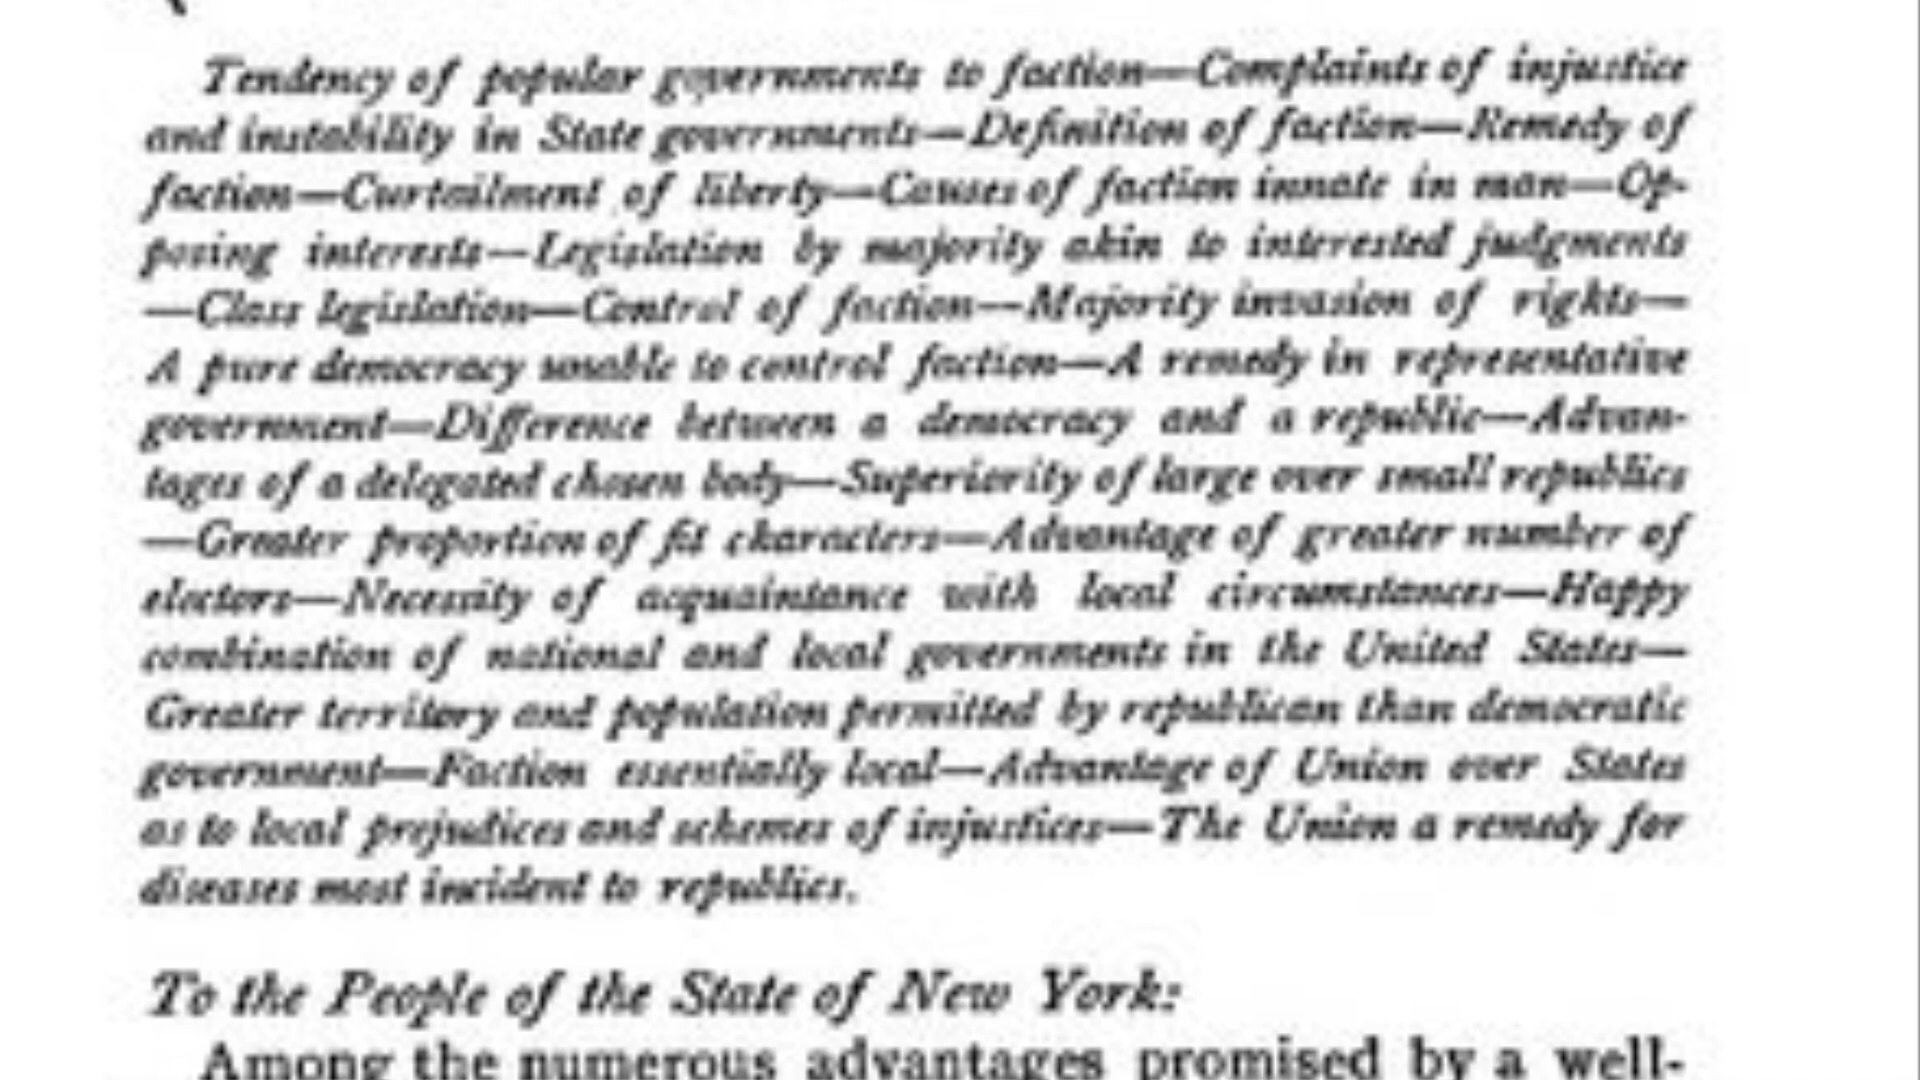 Tendency of popular governments to faction—Complaints of injustice
and instability in State governments—Definition of faction—Remedy of
faction—Curtailment of liberty—Causes of faction innate in man—Op-
posing interests—Legislation by majority akin to interested judgments
—Class legislation—Control of faction—Majority invasion of rights—
A pure democracy unable to control faction—A remedy in representative
government—Difference between a democracy and a republic—Advan-
tages of a delegated chosen body—Superiority of large over small republics
—Greater proportion of fit characters—Advantage of greater number of
electors—Necessity of acquaintance with local circumstances—Happy
combination of national and local governments in the United States—
Greater territory and population permitted by republican than democratic
government—Faction essentially local—Advantage of Union over States
as to local prejudices and schemes of injustices—The Union a remedy for
diseases most incident to republics.
To the People of the State of New York:
Among the numerous advantages promised by a well-